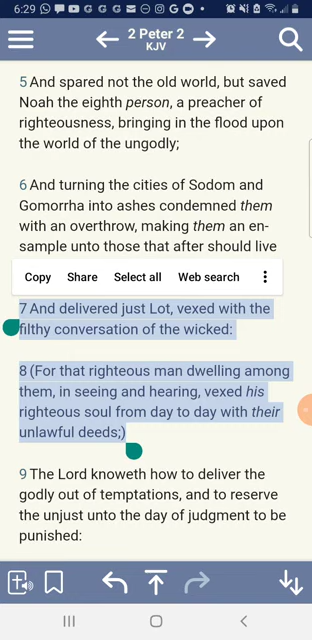 6:29
2 Peter 2
KJV
5 And spared not the old world, but saved
Noah the eighth person, a preacher of
righteousness, bringing in the flood upon
the world of the ungodly;
6 And turning the cities of Sodom and
Gomorrha into ashes condemned them
with an overthrow, making them an en-
sample unto those that after should live
Copy Share Select all Web search
7 And delivered just Lot, vexed with the
filthy conversation of the wicked:
8 (For that righteous man dwelling among
them, in seeing and hearing, vexed his
righteous soul from day to day with their
unlawful deeds;)
9 The Lord knoweth how to deliver the
godly out of temptations, and to reserve
the unjust unto the day of judgment to be
punished: